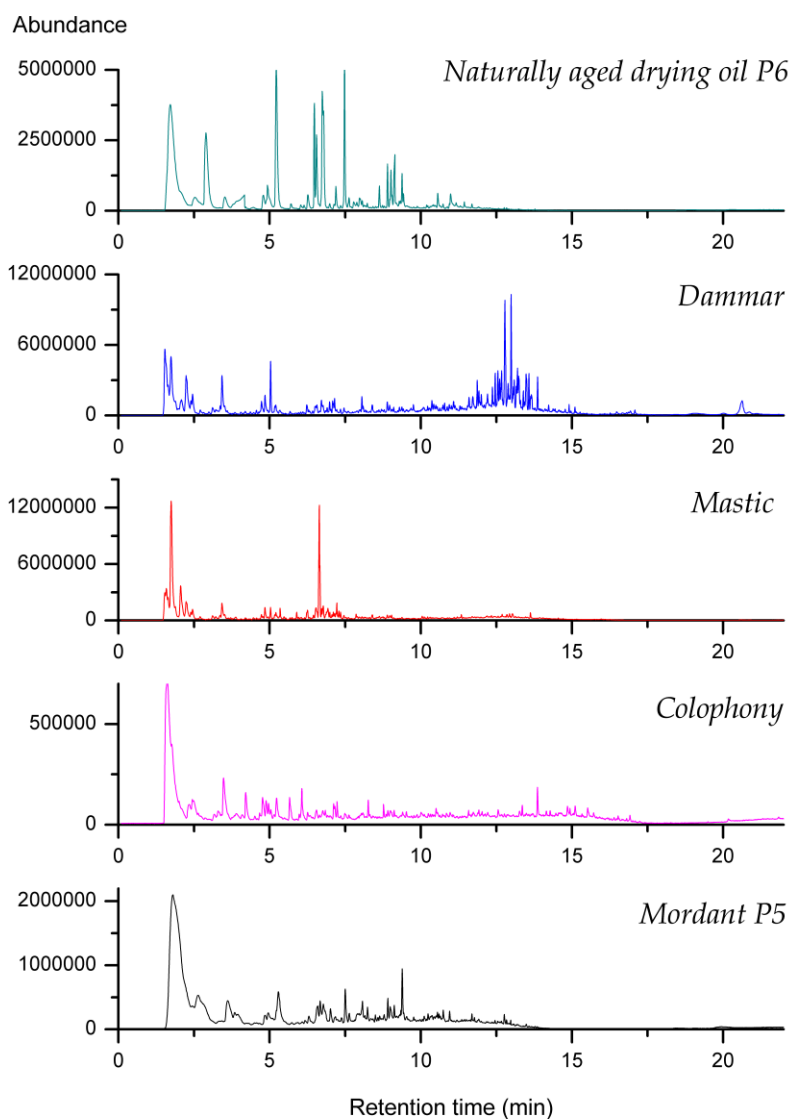 Abundance
Naturally aged drying oil P6
5000000
2500000
0
0 5 10 15 20
Dammar
12000000
6000000
0
0 5 10 15 20
Mastic
12000000
6000000
0
0 5 10 15 20
Colophony
500000
0
0 5 10 15 20
Mordant P5
2000000
1000000
0
0 5 10 15 20
Retention time (min)